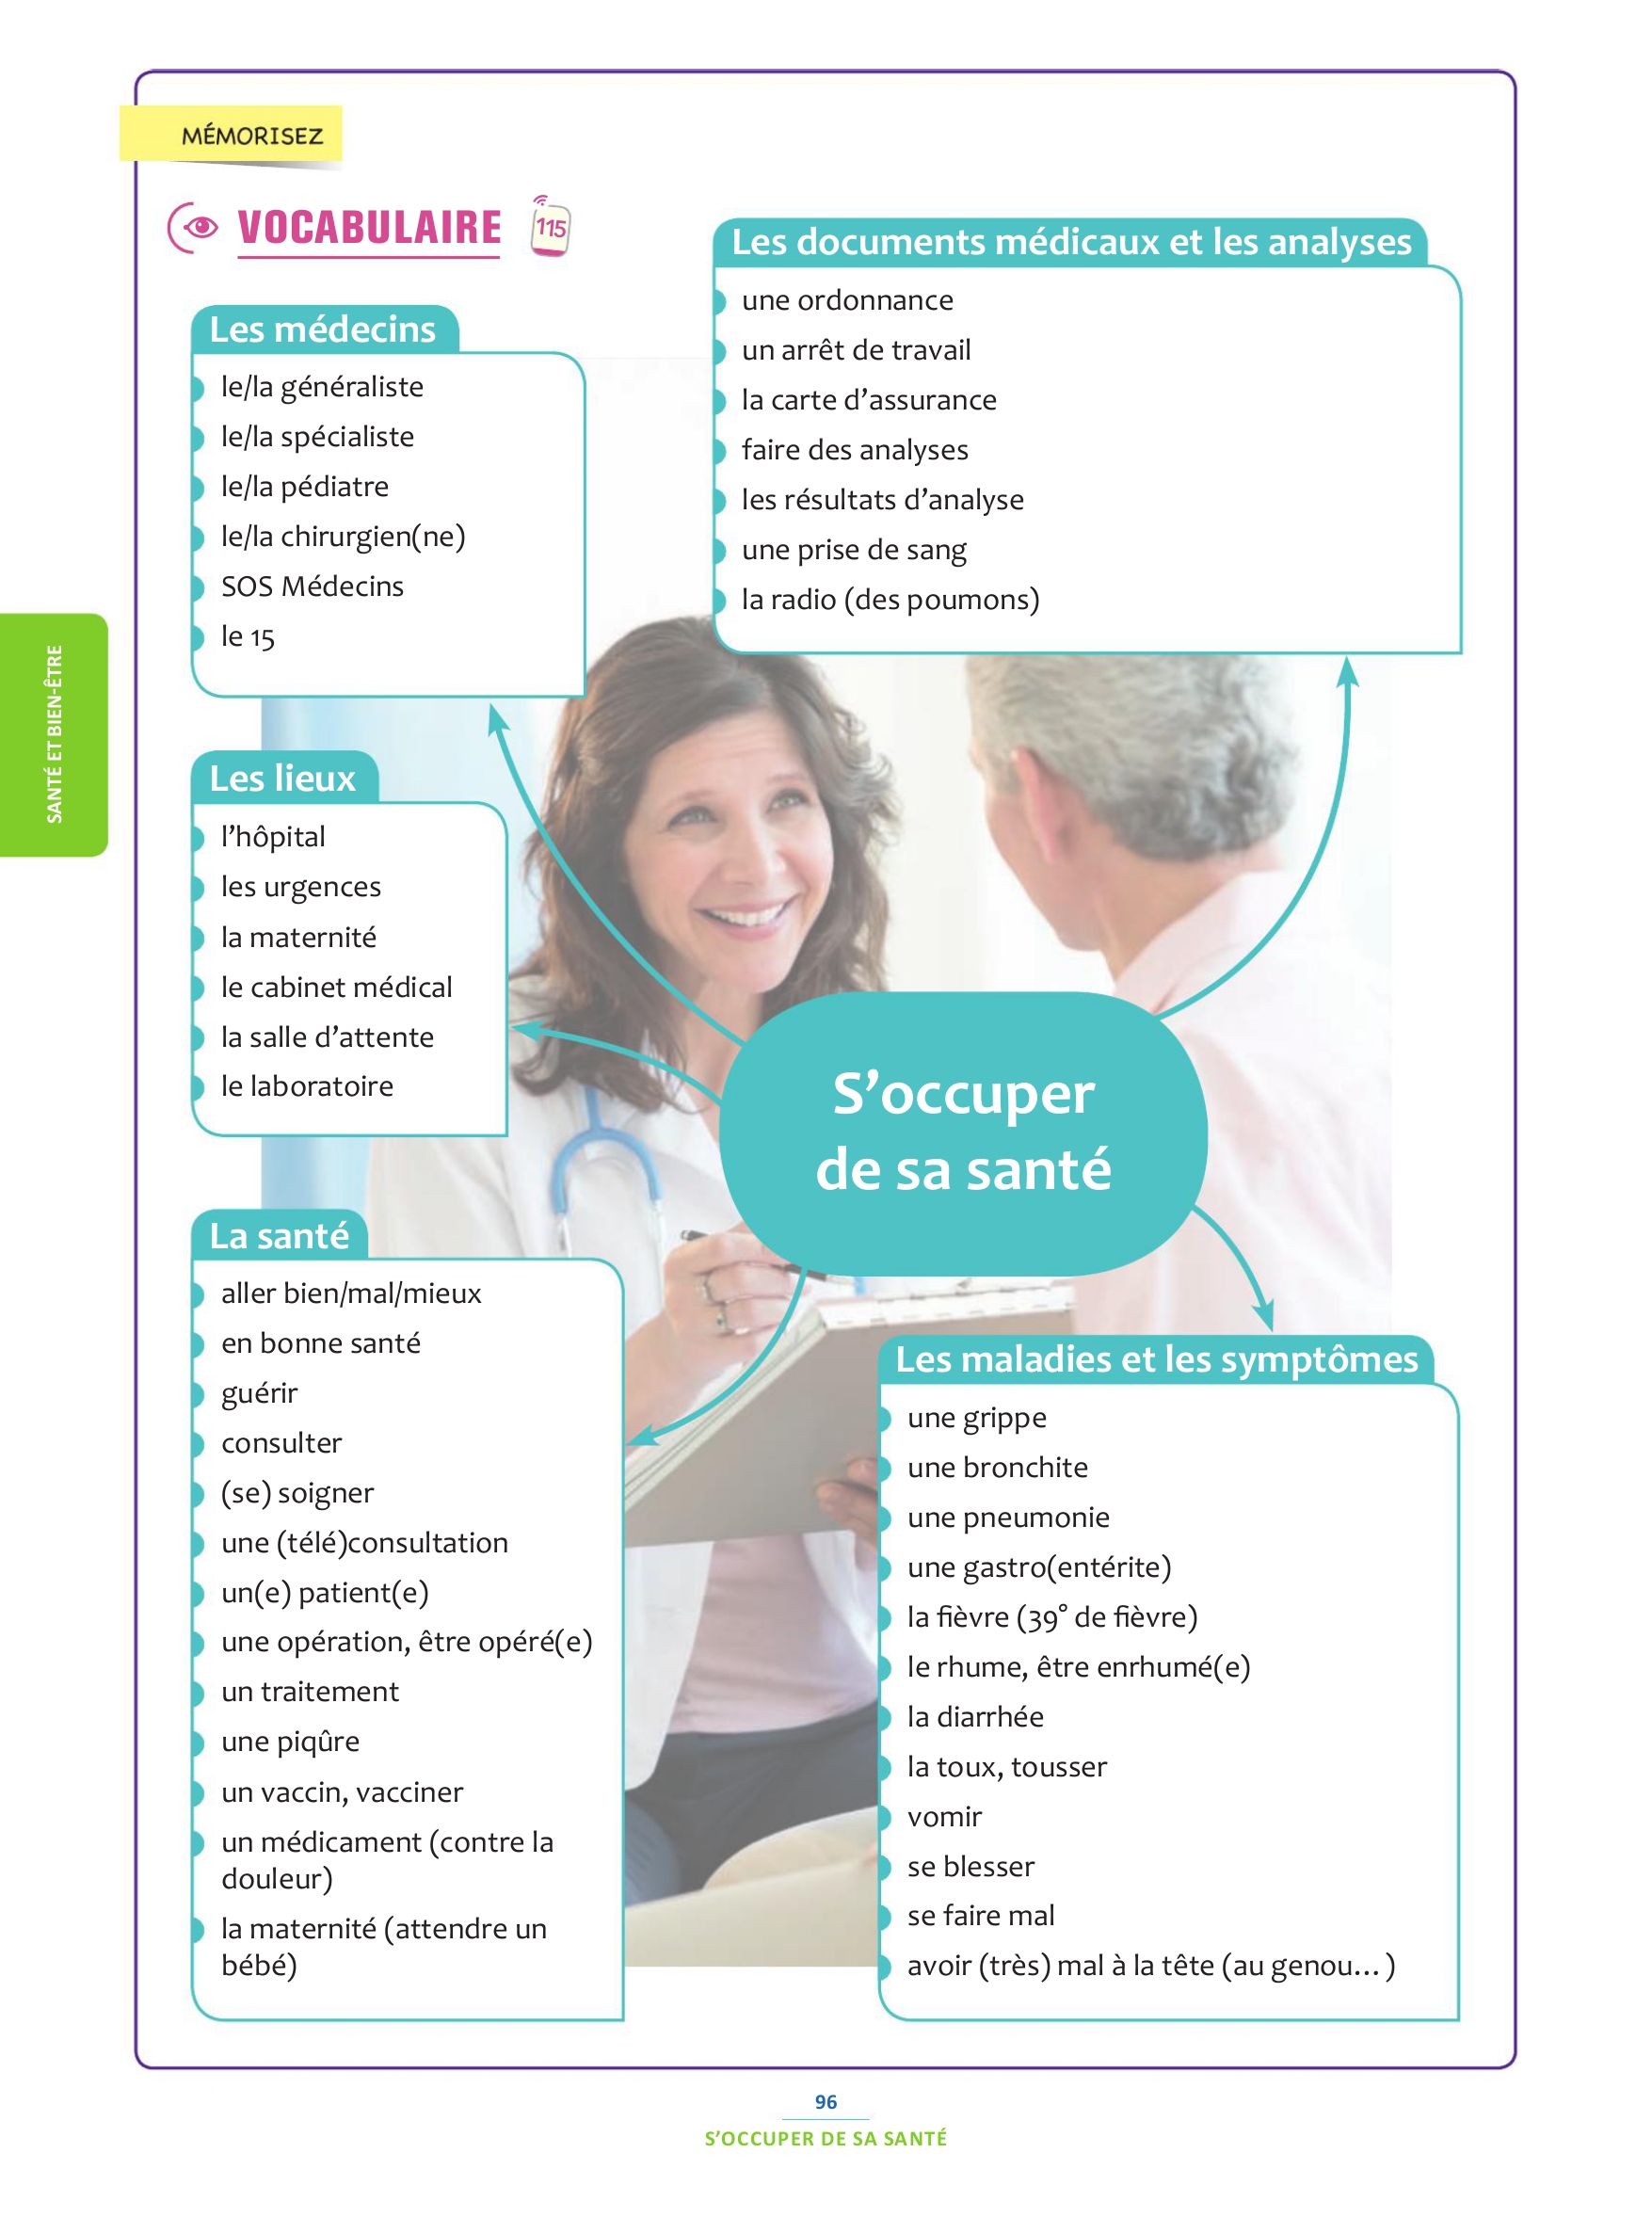 MÉMORISEZ
VOCABULAIRE
115
Les médecins
le/la généraliste
le/la spécialiste
le/la pédiatre
le/la chirurgien(ne)
SOS Médecins
le 15
Les documents médicaux et les analyses
une ordonnance
un arrêt de travail
la carte d’assurance
faire des analyses
les résultats d’analyse
une prise de sang
la radio (des poumons)
SANTÉ ET BIEN-ÊTRE
Les lieux
l’hôpital
les urgences
la maternité
le cabinet médical
la salle d’attente
le laboratoire
S’occuper
de sa santé
La santé
aller bien/mal/mieux
en bonne santé
guérir
consulter
(se) soigner
une (télé)consultation
un(e) patient(e)
une opération, être opéré(e)
un traitement
une piqûre
un vaccin, vacciner
un médicament (contre la
douleur)
la maternité (attendre un
bébé)
Les maladies et les symptômes
une grippe
une bronchite
une pneumonie
une gastro(entérite)
la fièvre (39° de fièvre)
le rhume, être enrhumé(e)
la diarrhée
la toux, tousser
vomir
se blesser
se faire mal
avoir (très) mal à la tête (au genou… )
96
S’OCCUPER DE SA SANTÉ